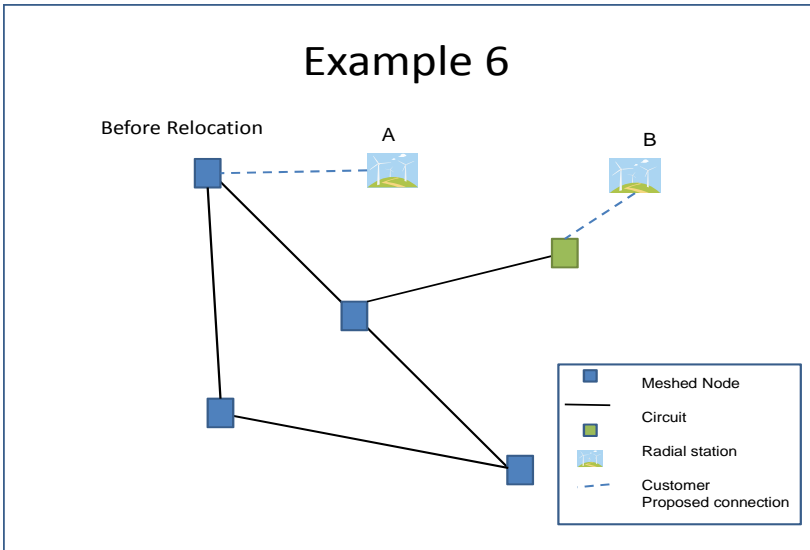 Example 6
Before Relocation
A
B
Meshed Node
Circuit
Radial station
Customer
Proposed connection